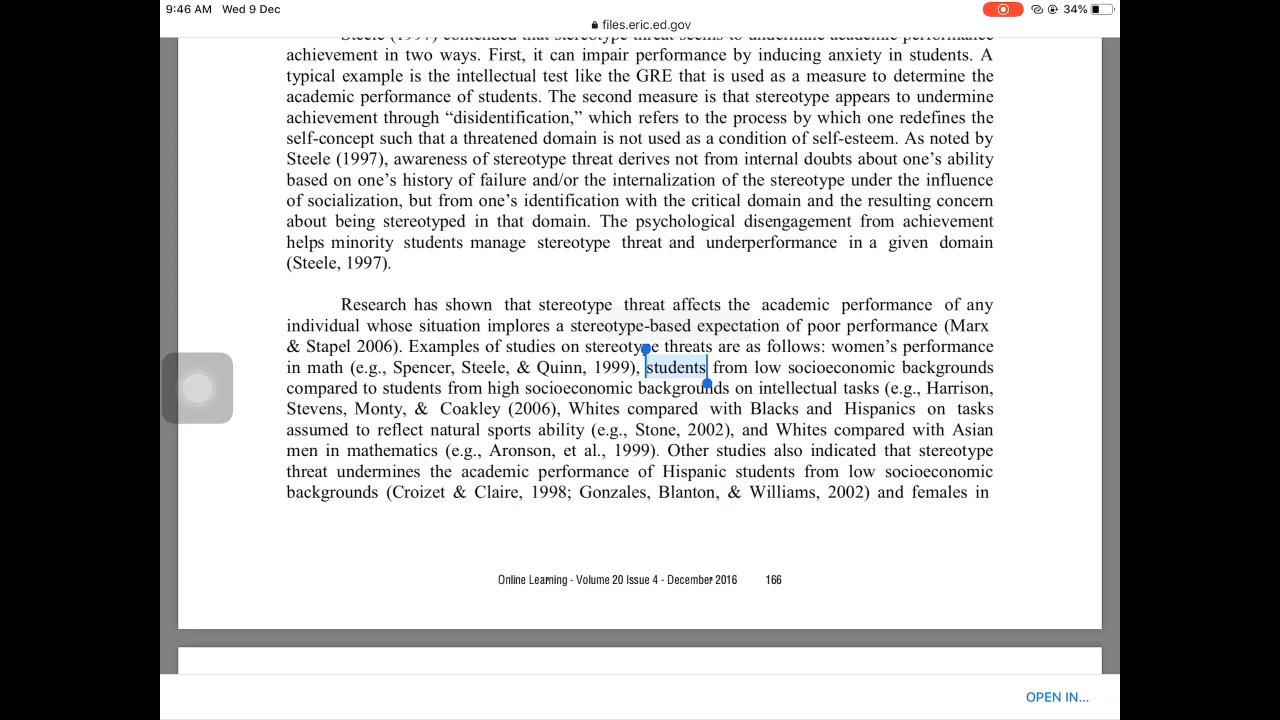 9:46 AM Wed 9 Dec
34%
files.eric.ed.gov
Steele (1997) contended that stereotype threat seems to undermine academic performance
achievement in two ways. First, it can impair performance by inducing anxiety in students. A
typical example is the intellectual test like the GRE that is used as a measure to determine the
academic performance of students. The second measure is that stereotype appears to undermine
achievement through “disidentification,” which refers to the process by which one redefines the
self-concept such that a threatened domain is not used as a condition of self-esteem. As noted by
Steele (1997), awareness of stereotype threat derives not from internal doubts about one’s ability
based on one’s history of failure and/or the internalization of the stereotype under the influence
of socialization, but from one’s identification with the critical domain and the resulting concern
about being stereotyped in that domain. The psychological disengagement from achievement
helps minority students manage stereotype threat and underperformance in a given domain
(Steele, 1997).
Research has shown that stereotype threat affects the academic performance of any
individual whose situation implores a stereotype-based expectation of poor performance (Marx
& Stapel 2006). Examples of studies on stereotype threats are as follows: women’s performance
in math (e.g., Spencer, Steele, & Quinn, 1999), students from low socioeconomic backgrounds
compared to students from high socioeconomic backgrounds on intellectual tasks (e.g., Harrison,
Stevens, Monty, & Coakley (2006), Whites compared with Blacks and Hispanics on tasks
assumed to reflect natural sports ability (e.g., Stone, 2002), and Whites compared with Asian
men in mathematics (e.g., Aronson, et al., 1999). Other studies also indicated that stereotype
threat undermines the academic performance of Hispanic students from low socioeconomic
backgrounds (Croizet & Claire, 1998; Gonzales, Blanton, & Williams, 2002) and females in
Online Learning - Volume 20 Issue 4 - December 2016 166
OPEN IN...